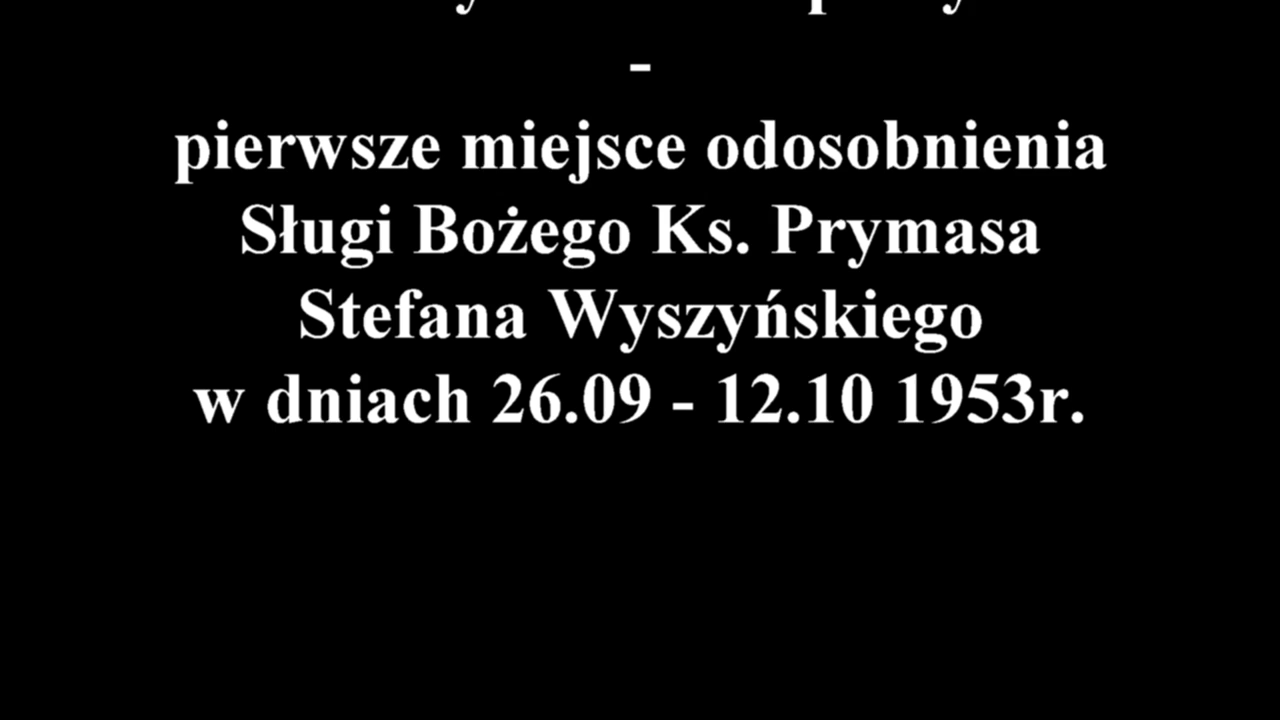 -
pierwsze miejsce odosobnienia
Sługi Bożego Ks. Prymasa
Stefana Wyszyńskiego
w dniach 26.09 - 12.10 1953r.